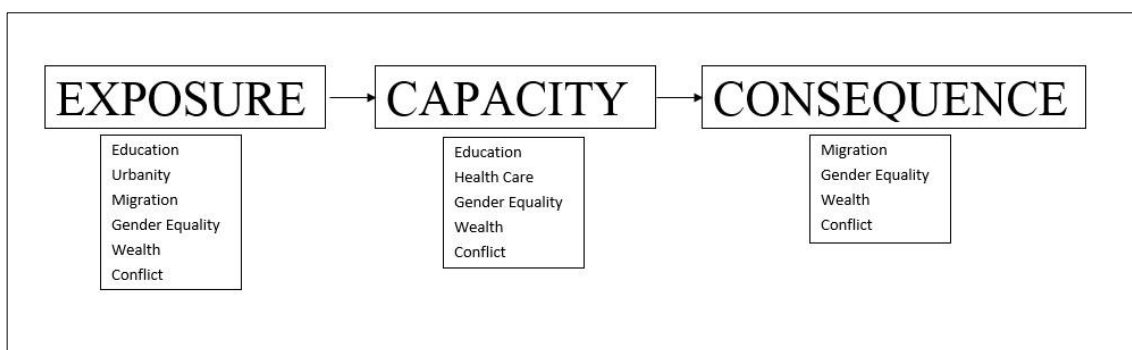 EXPOSURE
CAPACITY
CONSEQUENCE
Education
Urbanity
Migration
Gender Equality
Wealth
Conflict
Education
Health Care
Gender Equality
Wealth
Conflict
Migration
Gender Equality
Wealth
Conflict